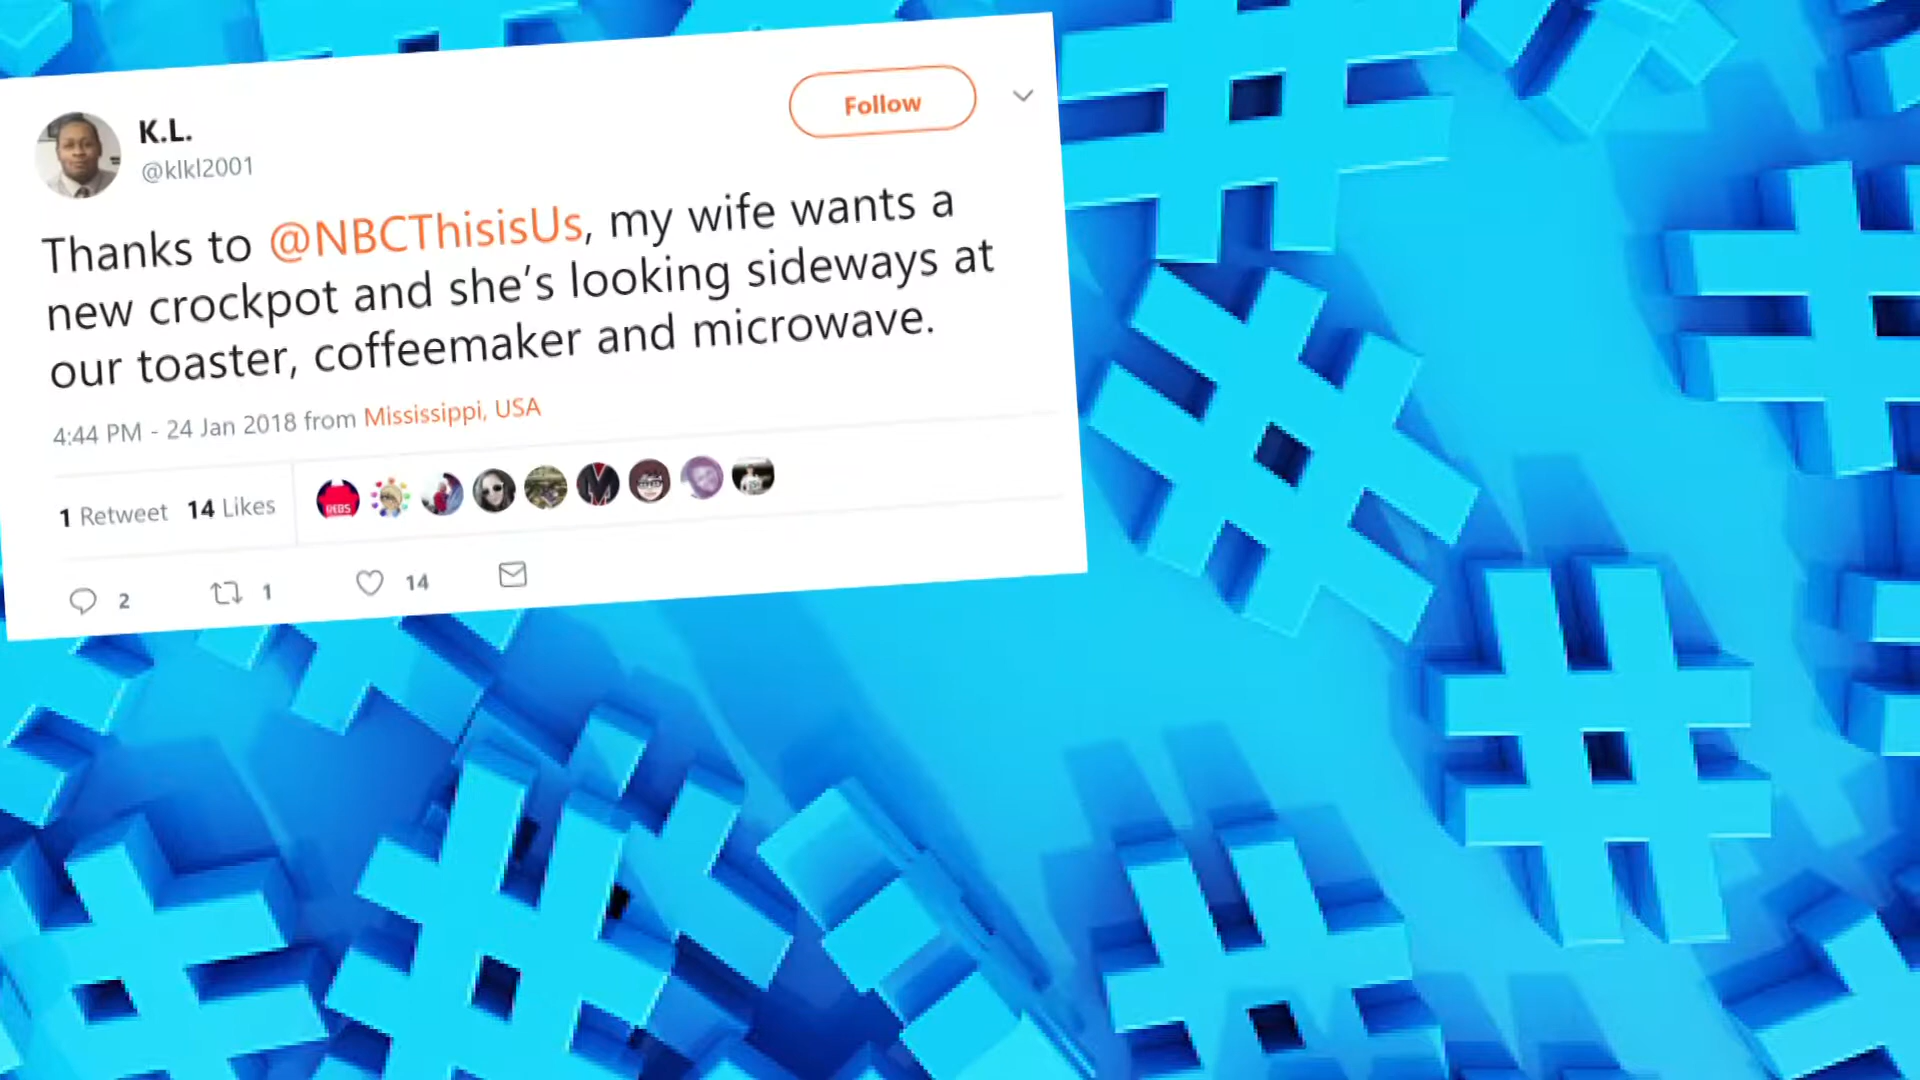 K.L.
@klkl2001
Follow
Thanks to @NBCThisisUs, my wife wants a
new crockpot and she’s looking sideways at
our toaster, coffeemaker and microwave.
4:44 PM - 24 Jan 2018 from Mississippi, USA
1 Retweet 14 Likes
REBS
M
2 1 14